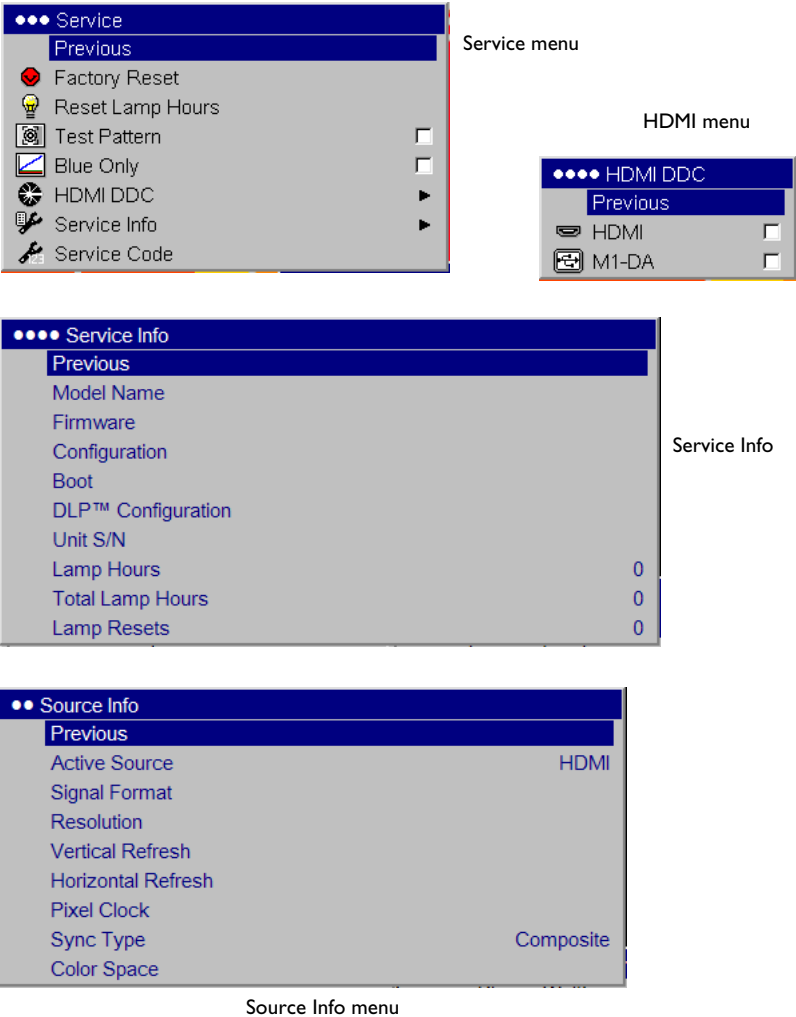 Service
Previous
Factory Reset
Reset Lamp Hours
Test Pattern
Blue Only
HDMI DDC
Service Info
Service Code
Service menu
HDMI menu
HDMI DDC
Previous
HDMI
M1-DA
Service Info
Previous
Model Name
Firmware
Configuration
Boot
DLP™ Configuration
Unit S/N
Lamp Hours 0
Total Lamp Hours 0
Lamp Resets 0
Service Info
Source Info
Previous
Active Source HDMI
Signal Format
Resolution
Vertical Refresh
Horizontal Refresh
Pixel Clock
Sync Type Composite
Color Space
Source Info menu